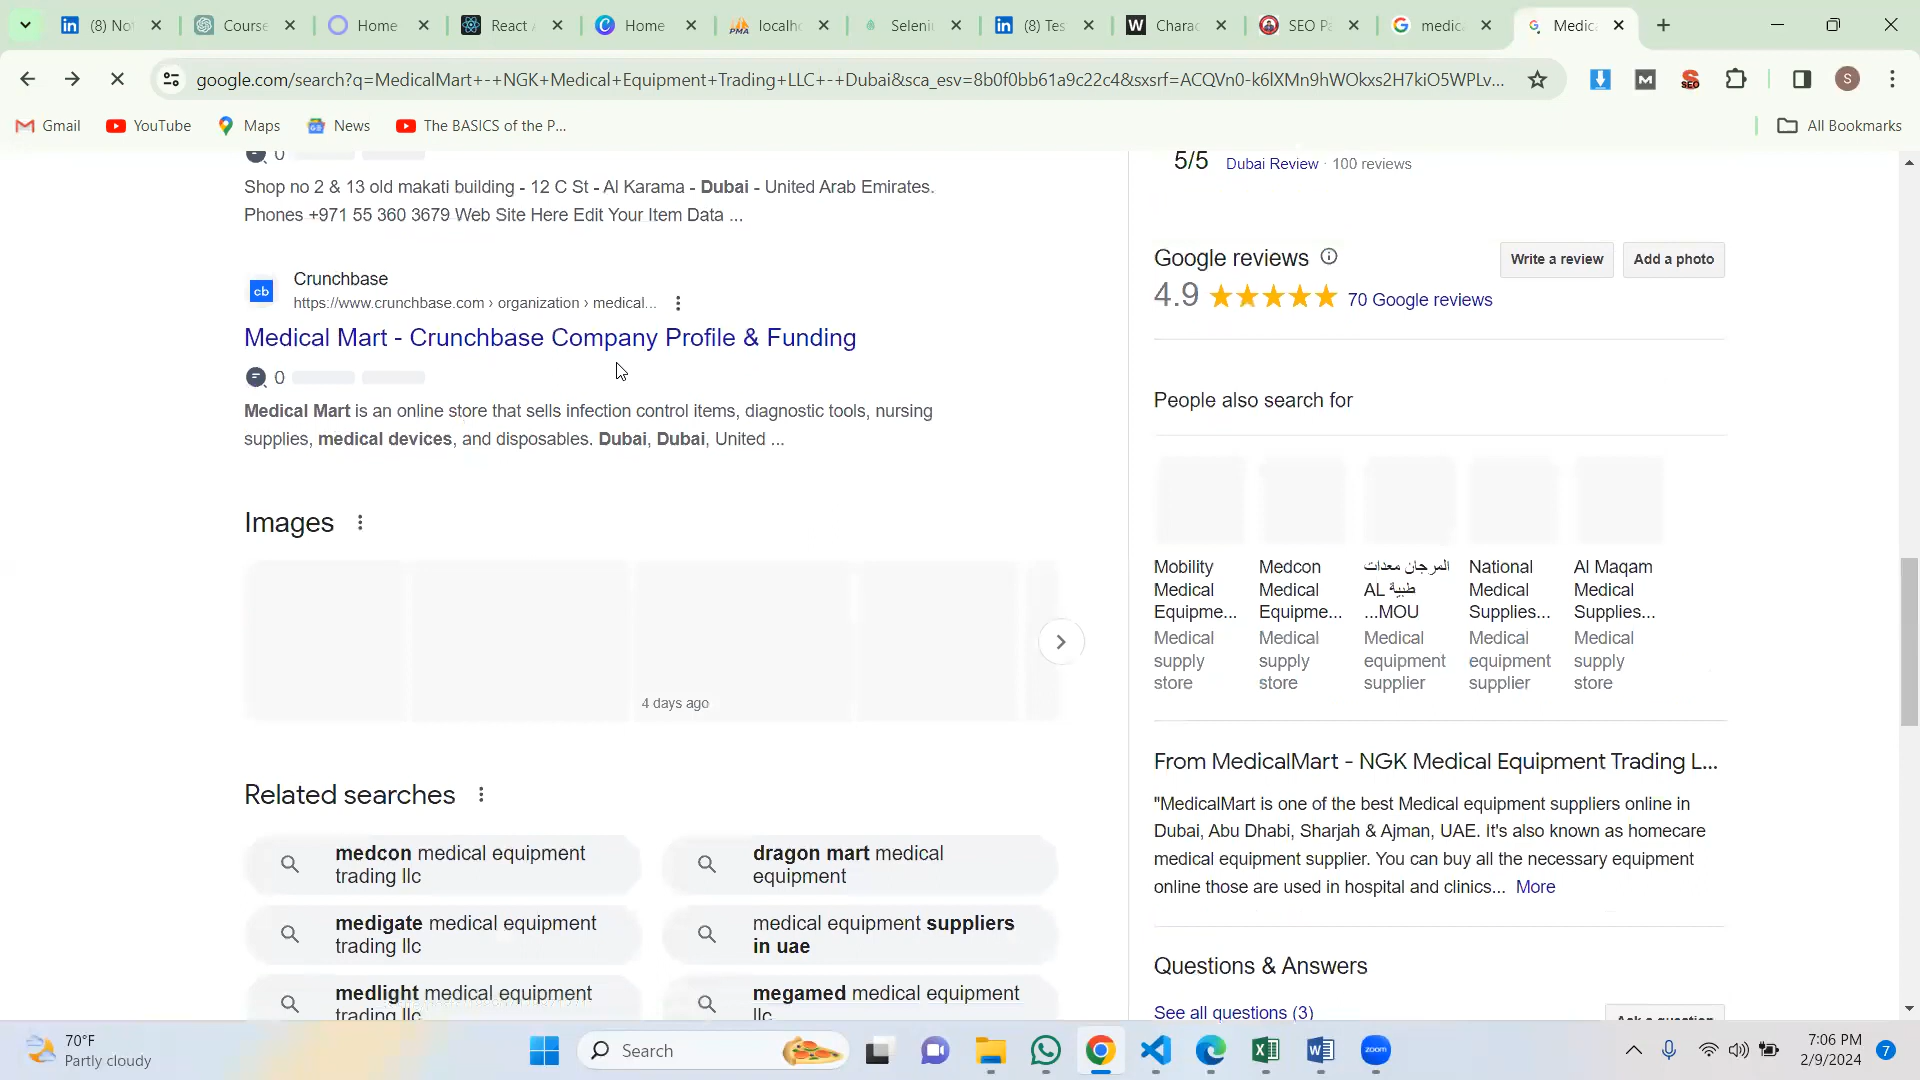 (8) No
Course
Home
React
Home
localho
Seleniu
(8) Tes
Charac
SEO Pa
medica
Medica
google.com/search?q=MedicalMart+-+NGK+Medical+Equipment+Trading+LLC+-+Dubai&sca_esv=8b0f0bb61a9c22c4&sxsrf=ACQVn0-k6lXMn9hWOkxs2H7kiO5WPLv...
Gmail
YouTube
Maps
News
The BASICS of the P...
All Bookmarks
0
Shop no 2 & 13 old makati building - 12 C St - Al Karama - Dubai - United Arab Emirates.
Phones +971 55 360 3679 Web Site Here Edit Your Item Data ...
Crunchbase
https://www.crunchbase.com › organization › medical...
Medical Mart - Crunchbase Company Profile & Funding
0
Medical Mart is an online store that sells infection control items, diagnostic tools, nursing
supplies, medical devices, and disposables. Dubai, Dubai, United ...
Images
4 days ago
Related searches
medcon medical equipment
trading llc
dragon mart medical
equipment
medigate medical equipment
trading llc
medical equipment suppliers
in uae
medlight medical equipment
trading llc
megamed medical equipment
llc
5/5 Dubai Review · 100 reviews
Google reviews
Write a review
Add a photo
4.9 70 Google reviews
People also search for
Mobility
Medical
Equipme...
Medical
supply
store
Medcon
Medical
Equipme...
Medical
supply
store
المرجان معدات
طبية AL
MOU...
Medical
equipment
supplier
National
Medical
Supplies...
Medical
equipment
supplier
Al Maqam
Medical
Supplies...
Medical
supply
store
From MedicalMart - NGK Medical Equipment Trading L...
"MedicalMart is one of the best Medical equipment suppliers online in
Dubai, Abu Dhabi, Sharjah & Ajman, UAE. It's also known as homecare
medical equipment supplier. You can buy all the necessary equipment
online those are used in hospital and clinics... More
Questions & Answers
See all questions (3)
Ask a question
70°F
Partly cloudy
Search
zoom
7:06 PM
2/9/2024
7